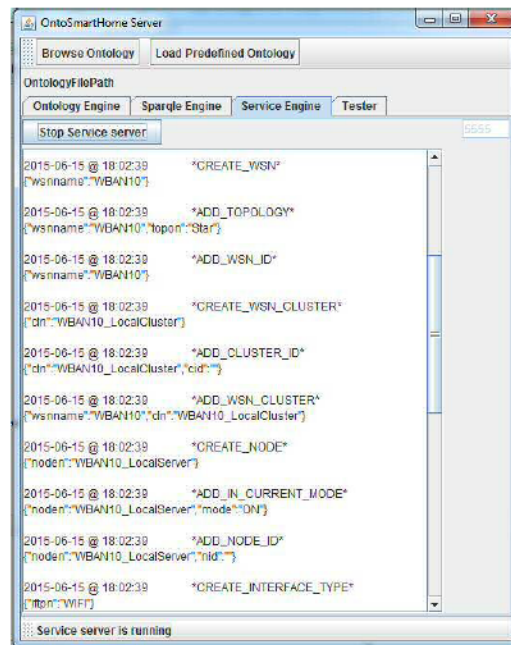 OntoSmartHome Server
Browse Ontology Load Predefined Ontology
OntologyFilePath
Ontology Engine Sparqle Engine Service Engine Tester
Stop Service server 5555
2015-06-15 @ 18:02:39 *CREATE_WSN*
{"wsnname":"WBAN10"}
2015-06-15 @ 18:02:39 *ADD_TOPOLOGY*
{"wsnname":"WBAN10","topon":"Star"}
2015-06-15 @ 18:02:39 *ADD_WSN_ID*
{"wsnname":"WBAN10"}
2015-06-15 @ 18:02:39 *CREATE_WSN_CLUSTER*
{"cln":"WBAN10_LocalCluster"}
2015-06-15 @ 18:02:39 *ADD_CLUSTER_ID*
{"cln":"WBAN10_LocalCluster","cid":""}
2015-06-15 @ 18:02:39 *ADD_WSN_CLUSTER*
{"wsnname":"WBAN10","cln":"WBAN10_LocalCluster"}
2015-06-15 @ 18:02:39 *CREATE_NODE*
{"noden":"WBAN10_LocalServer"}
2015-06-15 @ 18:02:39 *ADD_IN_CURRENT_MODE*
{"noden":"WBAN10_LocalServer","mode":"ON"}
2015-06-15 @ 18:02:39 *ADD_NODE_ID*
{"noden":"WBAN10_LocalServer","nid":""}
2015-06-15 @ 18:02:39 *CREATE_INTERFACE_TYPE*
{"iftpn":"WIFI"}
Service server is running